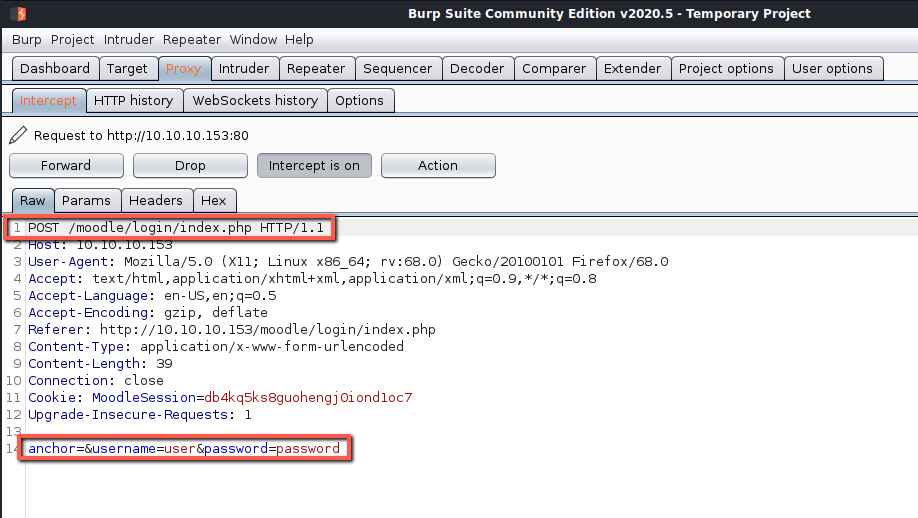 Burp Suite Community Edition v2020.5 - Temporary Project
Burp Project Intruder Repeater Window Help
Dashboard Target Proxy Intruder Repeater Sequencer Decoder Comparer Extender Project options User options
Intercept HTTP history WebSockets history Options
Request to http://10.10.10.153:80
Forward Drop Intercept is on Action
Raw Params Headers Hex
1 POST /moodle/login/index.php HTTP/1.1
2 Host: 10.10.10.153
3 User-Agent: Mozilla/5.0 (X11; Linux x86_64; rv:68.0) Gecko/20100101 Firefox/68.0
4 Accept: text/html,application/xhtml+xml,application/xml;q=0.9,*/*;q=0.8
5 Accept-Language: en-US,en;q=0.5
6 Accept-Encoding: gzip, deflate
7 Referer: http://10.10.10.153/moodle/login/index.php
8 Content-Type: application/x-www-form-urlencoded
9 Content-Length: 39
10 Connection: close
11 Cookie: MoodleSession=db4kq5ks8guohengj0iond1oc7
12 Upgrade-Insecure-Requests: 1
13
14 anchor=&username=user&password=password